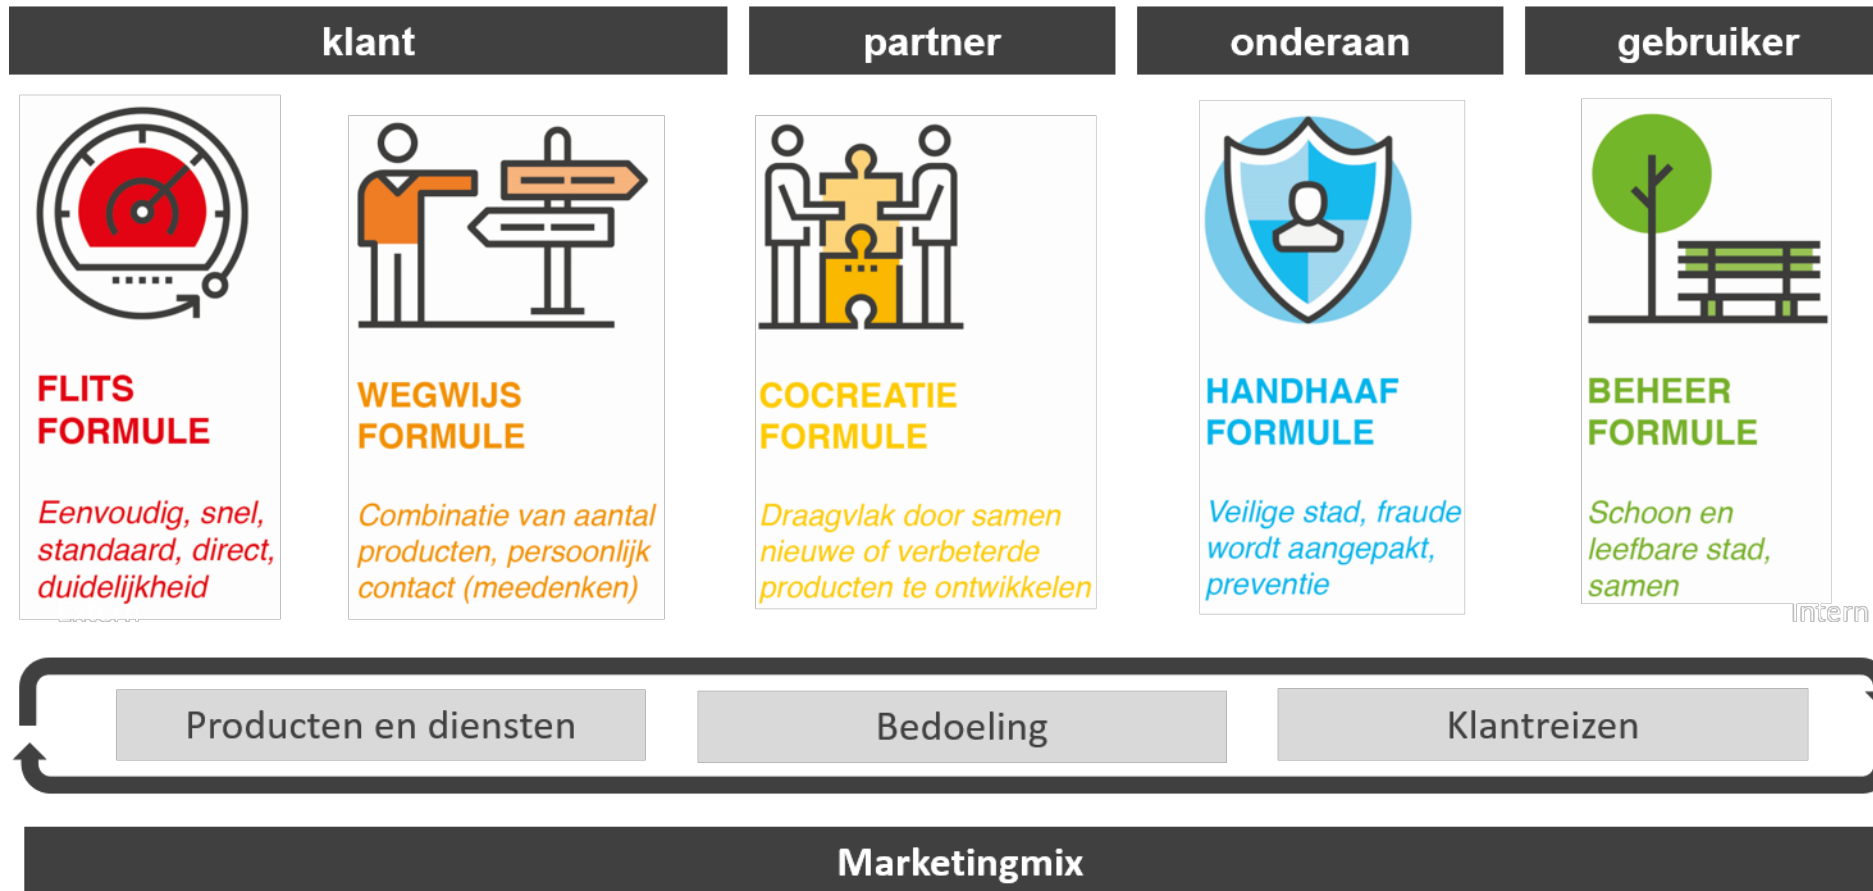 klant
partner
onderaan
gebruiker
FLITS
FORMULE
Eenvoudig, snel,
standaard, direct,
duidelijkheid
WEGWIJS
FORMULE
Combinatie van aantal
producten, persoonlijk
contact (meedenken)
COCREATIE
FORMULE
Draagvlak door samen
nieuwe of verbeterde
producten te ontwikkelen
HANDHAAF
FORMULE
Veilige stad, fraude
wordt aangepakt,
preventie
BEHEER
FORMULE
Schoon en
leefbare stad,
samen
Intern
Producten en diensten
Bedoeling
Klantreizen
Marketingmix